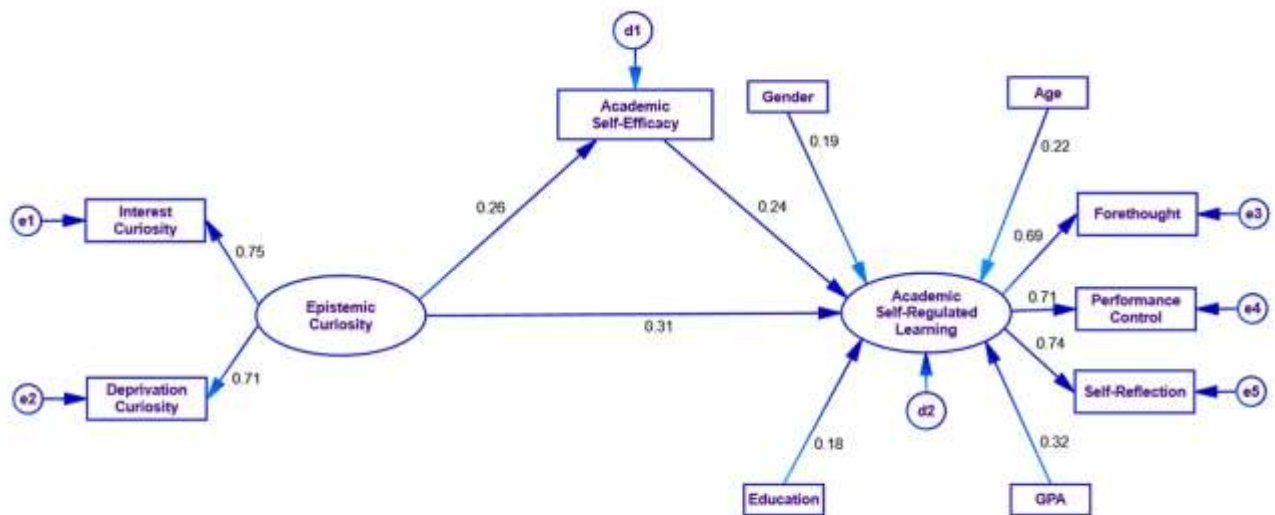 d1
Academic
Self-Efficacy
Gender
Age
0.19
0.22
e1
Interest
Curiosity
0.26
0.24
Forethought
e3
0.75
0.69
Epistemic
Curiosity
0.31
Academic
Self-Regulated
Learning
0.71
Performance
Control
e4
0.74
e2
Deprivation
Curiosity
0.71
Self-Reflection
e5
d2
0.18
0.32
Education
GPA